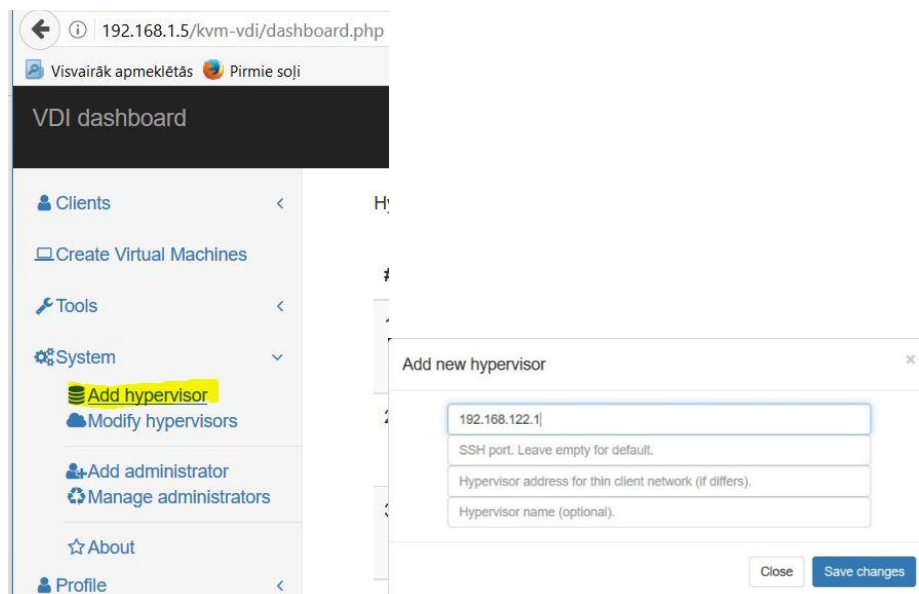 192.168.1.5/kvm-vdi/dashboard.php
Visvairāk apmeklētās Pirmie soļi
VDI dashboard
Clients
Create Virtual Machines
Tools
System
Add hypervisor
Modify hypervisors
Add administrator
Manage administrators
About
Profile
#
Add new hypervisor
192.168.122.1
SSH port. Leave empty for default.
Hypervisor address for thin client network (if differs).
Hypervisor name (optional).
Close Save changes